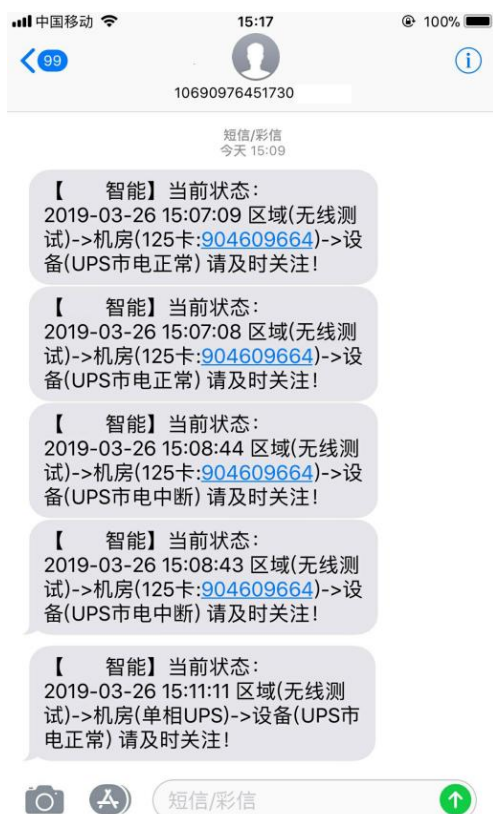 中国移动
15:17
100%
99
10690976451730
短信/彩信
今天 15:09
【 智能】当前状态:
2019-03-26 15:07:09 区域(无线测
试)->机房(125卡:904609664)->设
备(UPS市电正常) 请及时关注!
【 智能】当前状态:
2019-03-26 15:07:08 区域(无线测
试)->机房(125卡:904609664)->设
备(UPS市电正常) 请及时关注!
【 智能】当前状态:
2019-03-26 15:08:44 区域(无线测
试)->机房(125卡:904609664)->设
备(UPS市电中断) 请及时关注!
【 智能】当前状态:
2019-03-26 15:08:43 区域(无线测
试)->机房(125卡:904609664)->设
备(UPS市电中断) 请及时关注!
【 智能】当前状态:
2019-03-26 15:11:11 区域(无线测
试)->机房(单相UPS)->设备(UPS市
电正常) 请及时关注!
短信/彩信